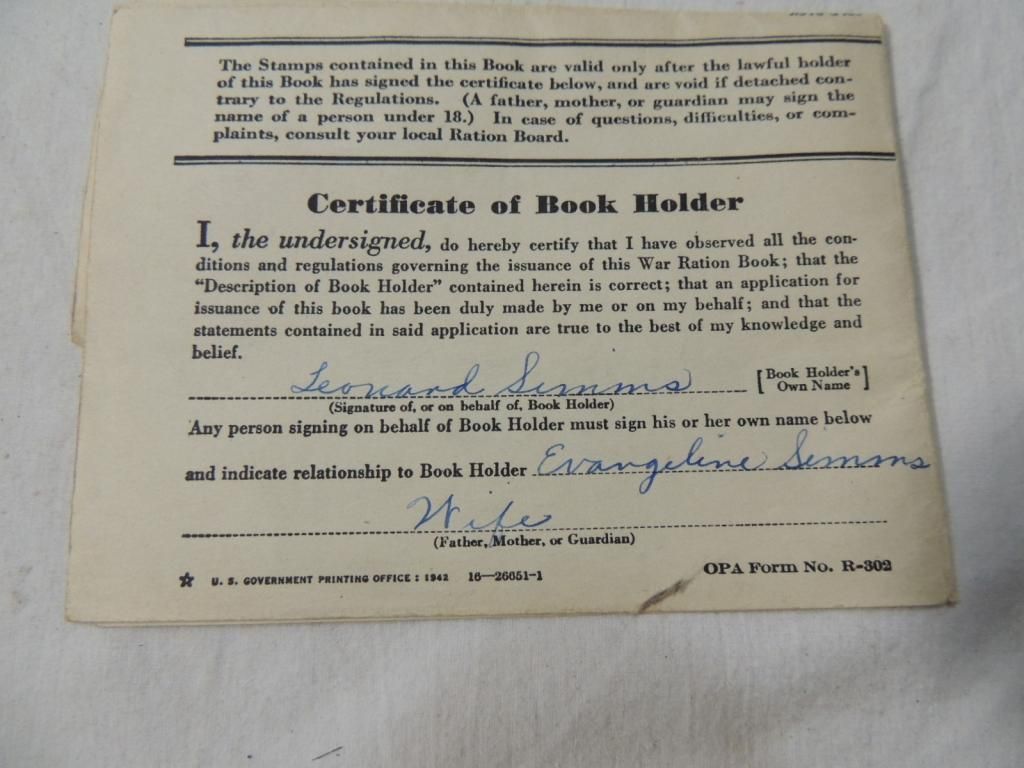 The Stamps contained in this Book are valid only after the lawful holder
of this Book has signed the certificate below, and are void if detached con-
trary to the Regulations. (A father, mother, or guardian may sign the
name of a person under 18.) In case of questions, difficulties, or com-
plaints, consult your local Ration Board.
Certificate of Book Holder
I, the undersigned, do hereby certify that I have observed all the con-
ditions and regulations governing the issuance of this War Ration Book; that the
"Description of Book Holder" contained herein is correct; that an application for
issuance of this book has been duly made by me or on my behalf; and that the
statements contained in said application are true to the best of my knowledge and
belief.
Leonard Simms [Book Holder's
Own Name]
(Signature of, or on behalf of, Book Holder)
Any person signing on behalf of Book Holder must sign his or her own name below
and indicate relationship to Book Holder Evangeline Simms
Wife
(Father, Mother, or Guardian)
☆ U. S. GOVERNMENT PRINTING OFFICE : 1942 16—26651-1 OPA Form No. R-302